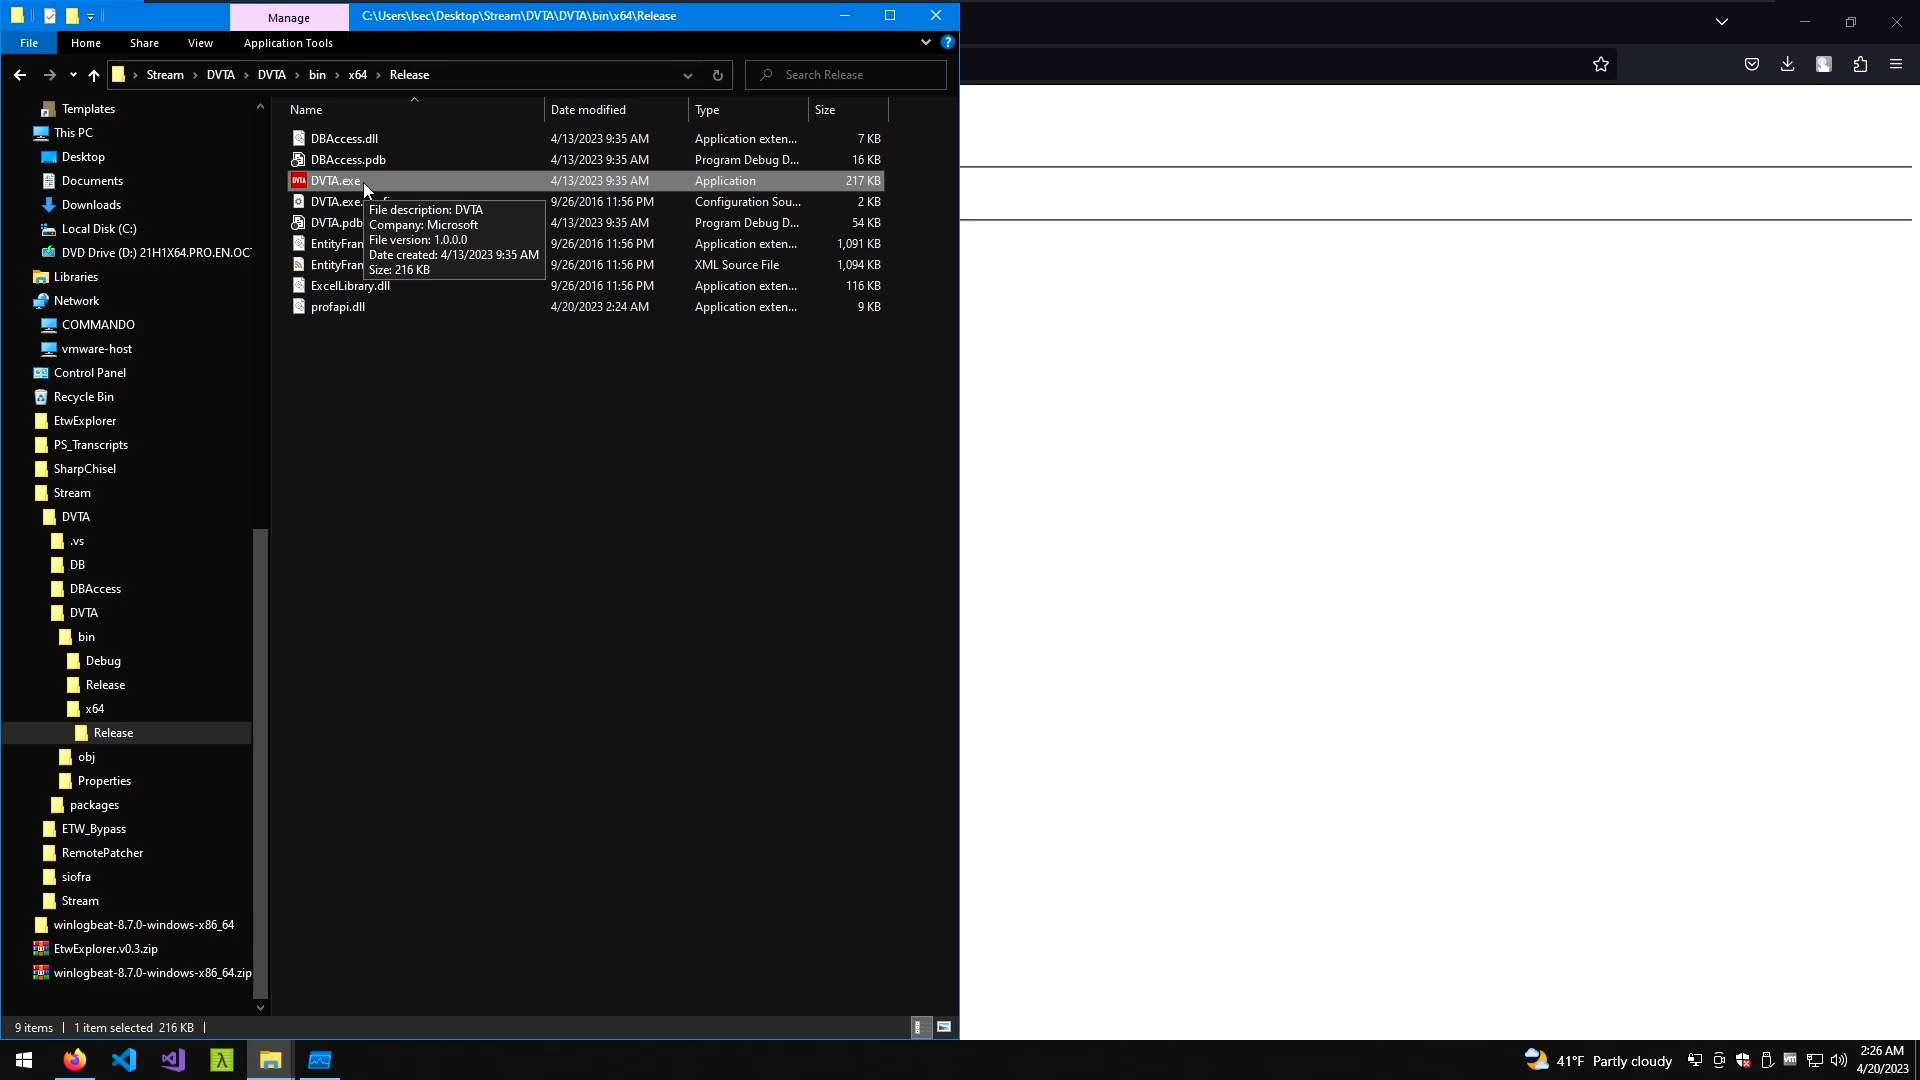 Manage
C:\Users\lsec\Desktop\Stream\DVTA\DVTA\bin\x64\Release
File
Home
Share
View
Application Tools
Stream
DVTA
DVTA
bin
x64
Release
Search Release
Name
Date modified
Type
Size
DBAccess.dll 4/13/2023 9:35 AM Application exten... 7 KB
DBAccess.pdb 4/13/2023 9:35 AM Program Debug D... 16 KB
DVTA.exe 4/13/2023 9:35 AM Application 217 KB
DVTA.exe. 9/26/2016 11:56 PM Configuration Sou... 2 KB
DVTA.pdb 4/13/2023 9:35 AM Program Debug D... 54 KB
EntityFran 9/26/2016 11:56 PM Application exten... 1,091 KB
EntityFran 9/26/2016 11:56 PM XML Source File 1,094 KB
ExcelLibrary.dll 9/26/2016 11:56 PM Application exten... 116 KB
profapi.dll 4/20/2023 2:24 AM Application exten... 9 KB
File description: DVTA
Company: Microsoft
File version: 1.0.0.0
Date created: 4/13/2023 9:35 AM
Size: 216 KB
Templates
This PC
Desktop
Documents
Downloads
Local Disk (C:)
DVD Drive (D:) 21H1X64.PRO.EN.OCT
Libraries
Network
COMMANDO
vmware-host
Control Panel
Recycle Bin
EtwExplorer
PS_Transcripts
SharpChisel
Stream
DVTA
.vs
DB
DBAccess
DVTA
bin
Debug
Release
x64
Release
obj
Properties
packages
ETW_Bypass
RemotePatcher
siofra
Stream
winlogbeat-8.7.0-windows-x86_64
EtwExplorer.v0.3.zip
winlogbeat-8.7.0-windows-x86_64.zip
9 items
1 item selected 216 KB
41°F Partly cloudy
2:26 AM
4/20/2023